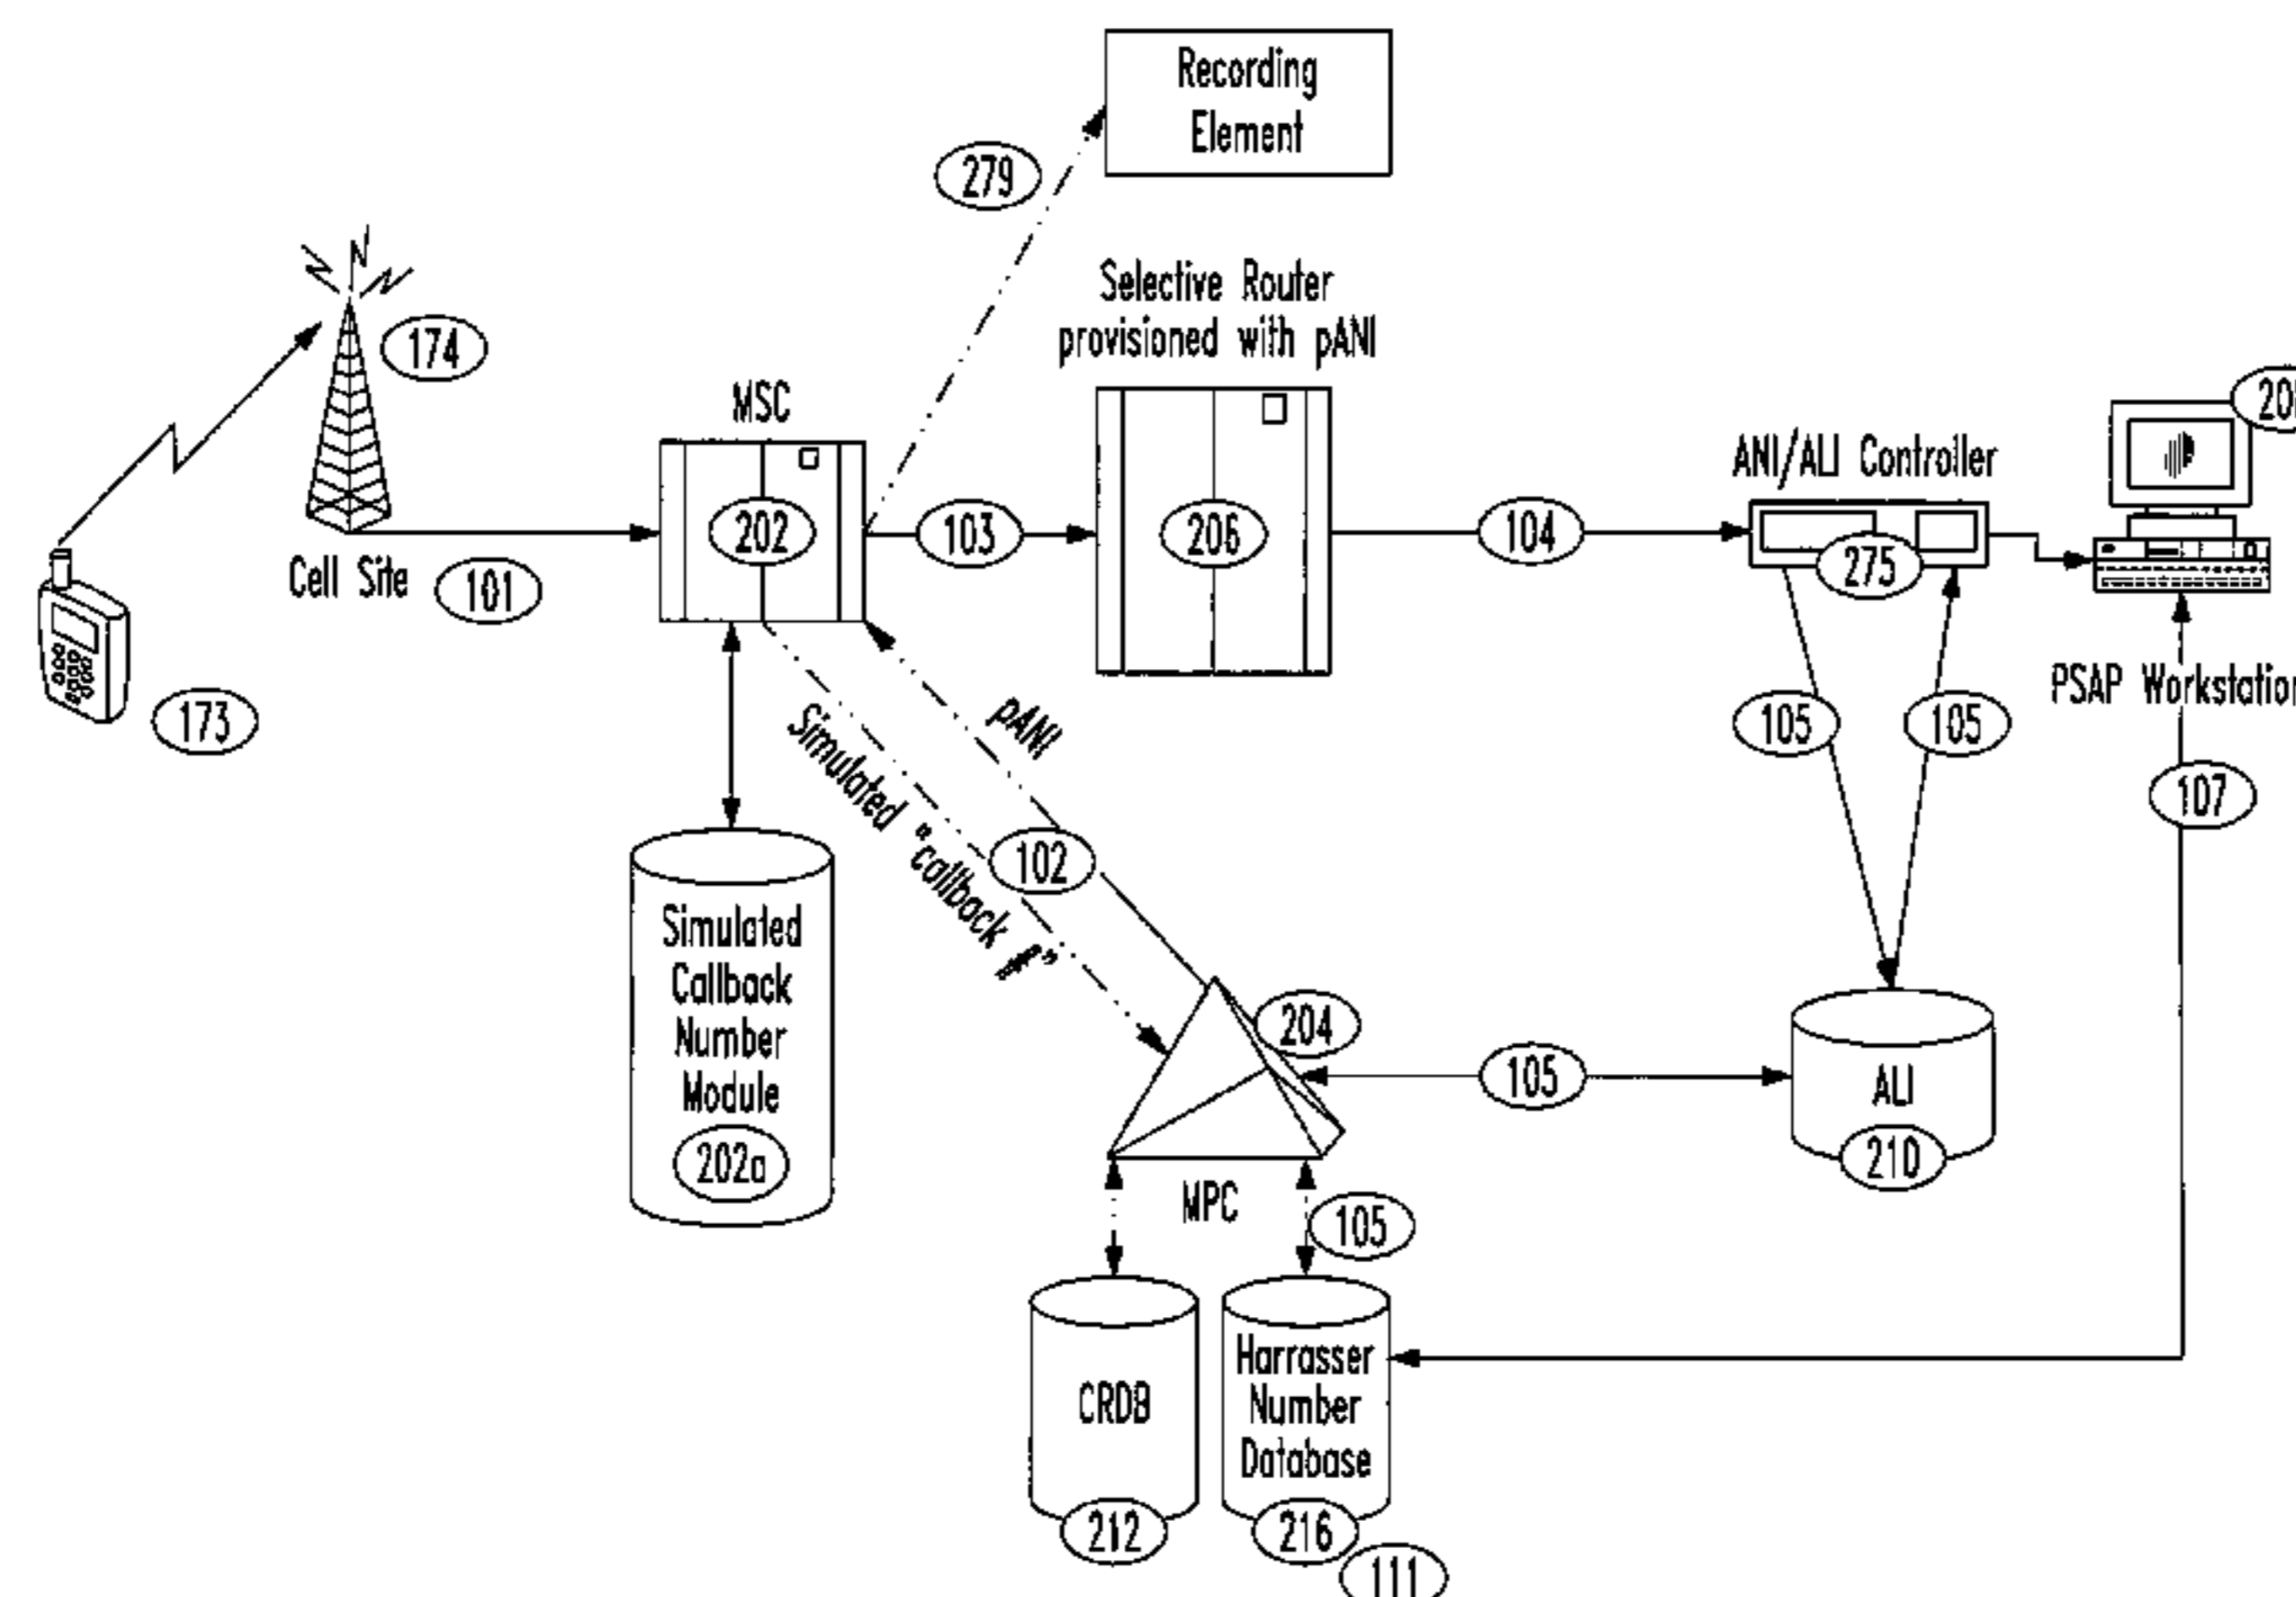 Recording
Element
279
Selective Router
provisioned with pANI
174
MSC
ANI/ALI Controller
202
103
206
104
275
Cell Site
101
173
pANI
Simulated "callback #"
105
105
PSAP Workstation
107
102
Simulated
Callback
Number
Module
202a
204
105
ALI
210
MPC
105
CRDB
212
Harrasser
Number
Database
216
111